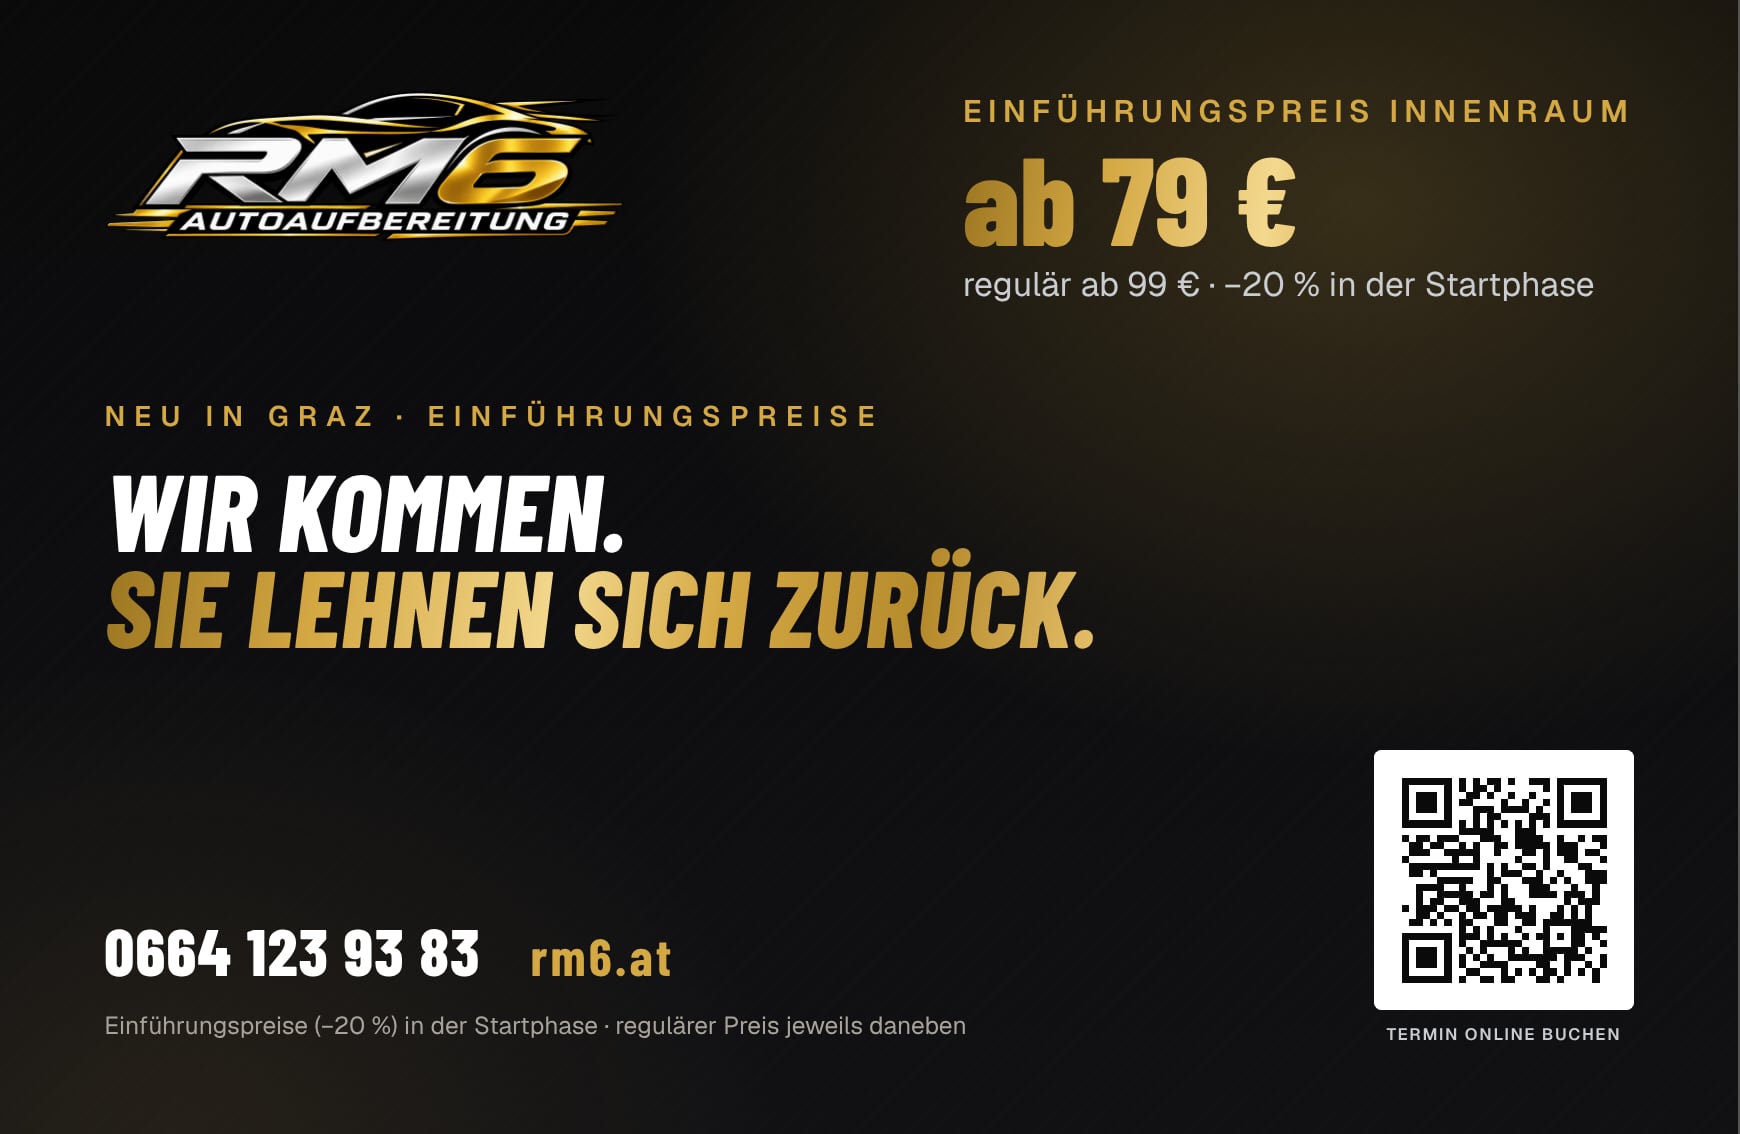 RM6
AUTOAUFBEREITUNG
EINFÜHRUNGSPREIS INNENRAUM
ab 79 €
regulär ab 99 € · −20 % in der Startphase
NEU IN GRAZ · EINFÜHRUNGSPREISE
WIR KOMMEN.
SIE LEHNEN SICH ZURÜCK.
0664 123 93 83 rm6.at
Einführungspreise (−20 %) in der Startphase · regulärer Preis jeweils daneben
TERMIN ONLINE BUCHEN